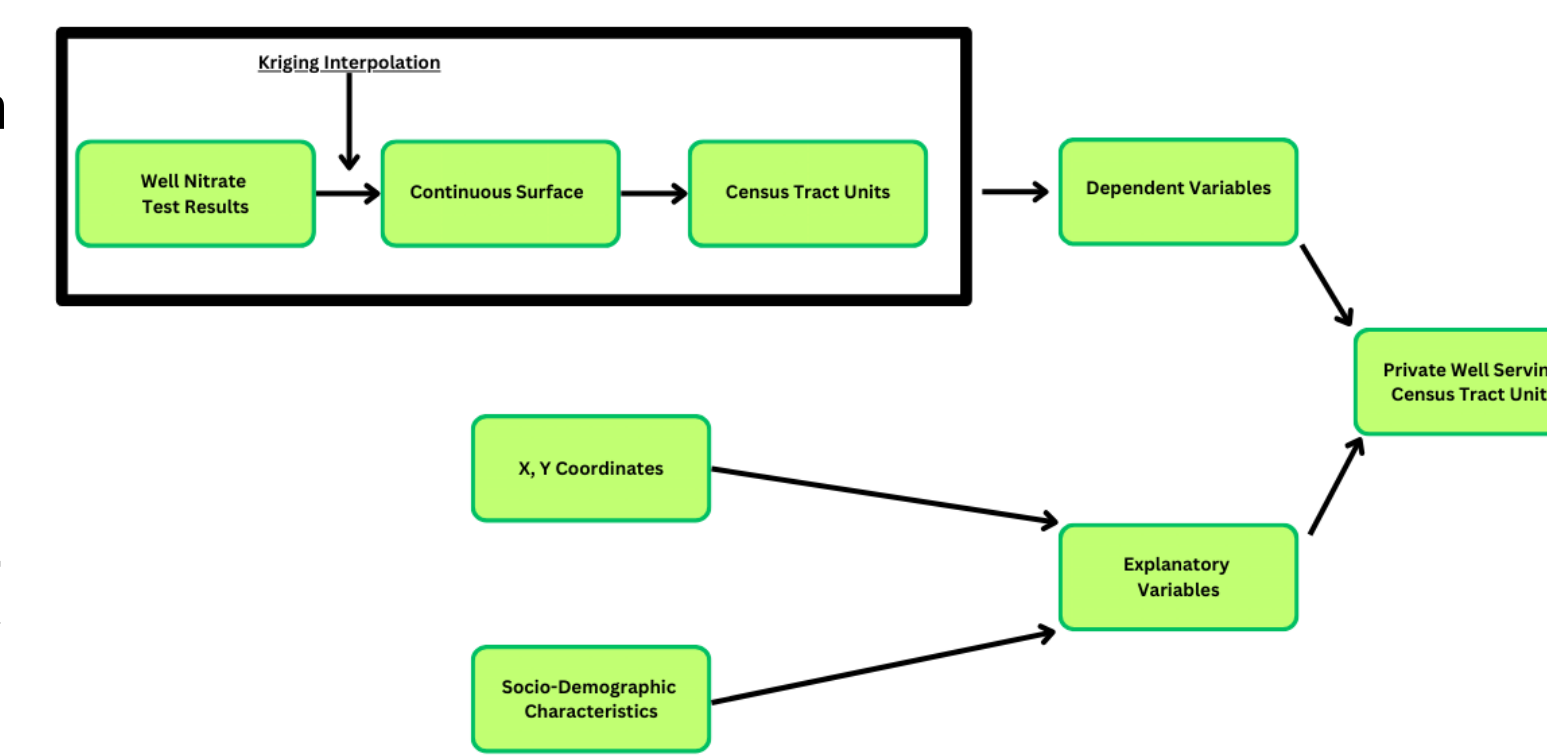 Kriging Interpolation
Well Nitrate
Test Results
Continuous Surface
Census Tract Units
Dependent Variables
Private Well Servin
Census Tract Unit
X, Y Coordinates
Explanatory
Variables
Socio-Demographic
Characteristics